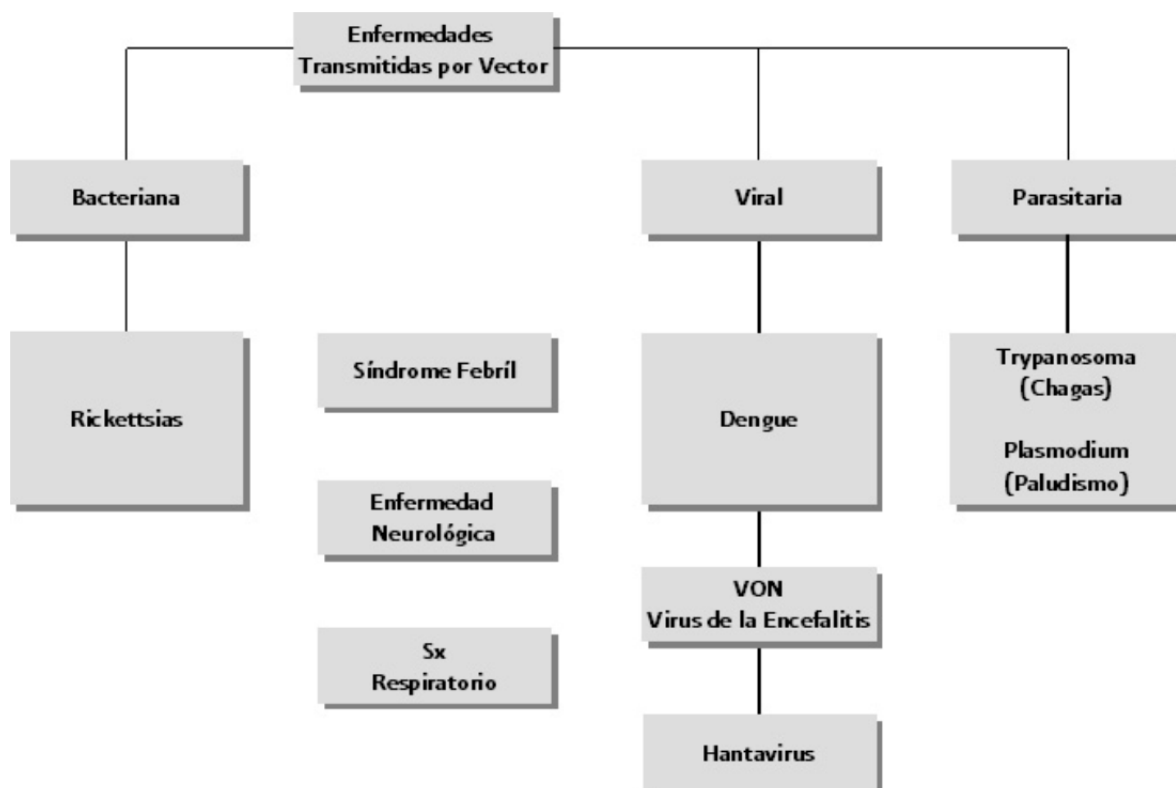 Enfermedades
Transmitidas por Vector
Bacteriana
Viral
Parasitaria
Rickettsias
Síndrome Febríl
Enfermedad
Neurológica
Sx
Respiratorio
Dengue
VON
Virus de la Encefalitis
Hantavirus
Trypanosoma
(Chagas)
Plasmodium
(Paludismo)